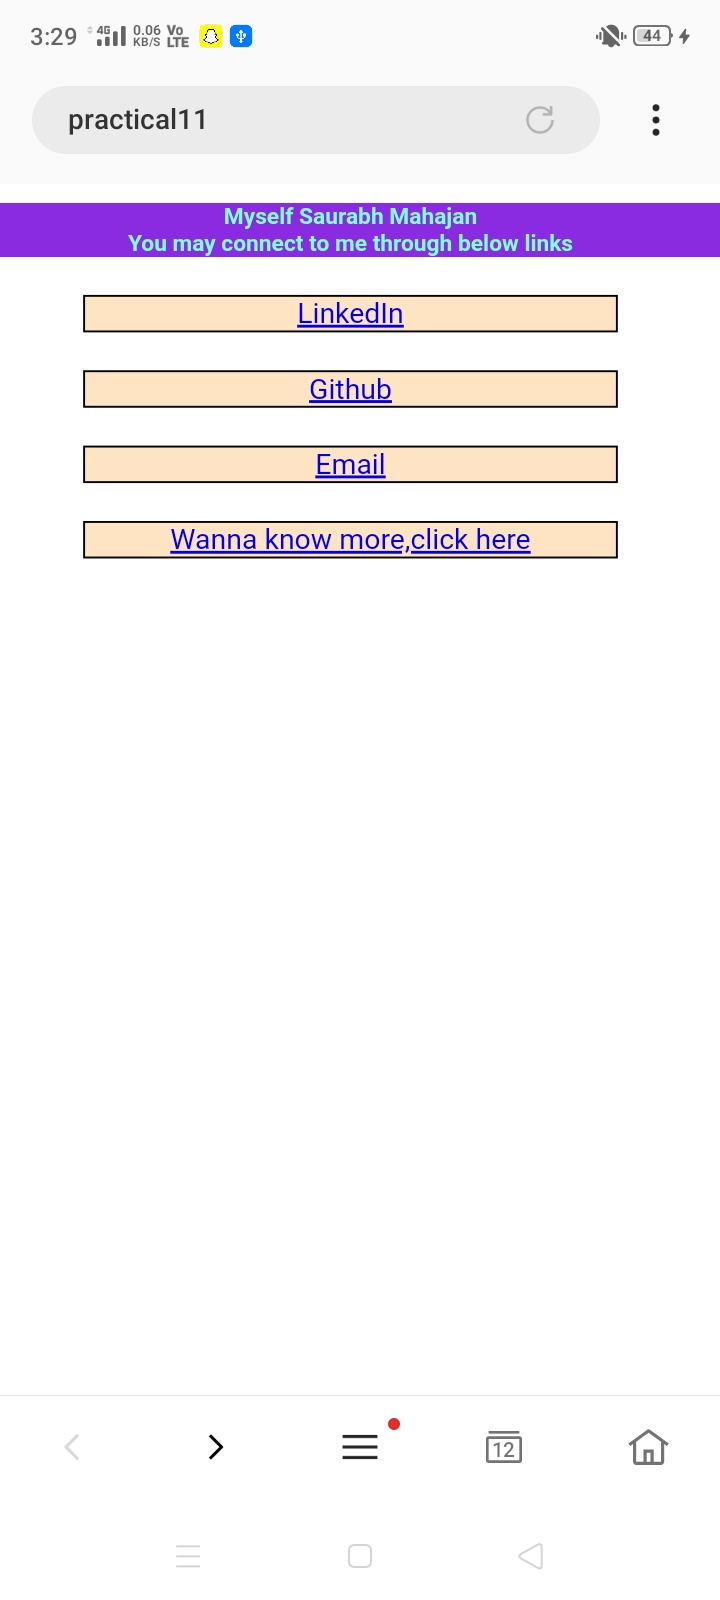 3:29 4G 0.06 KB/S Vo LTE 44
practical11
Myself Saurabh Mahajan
You may connect to me through below links
LinkedIn
Github
Email
Wanna know more,click here
12